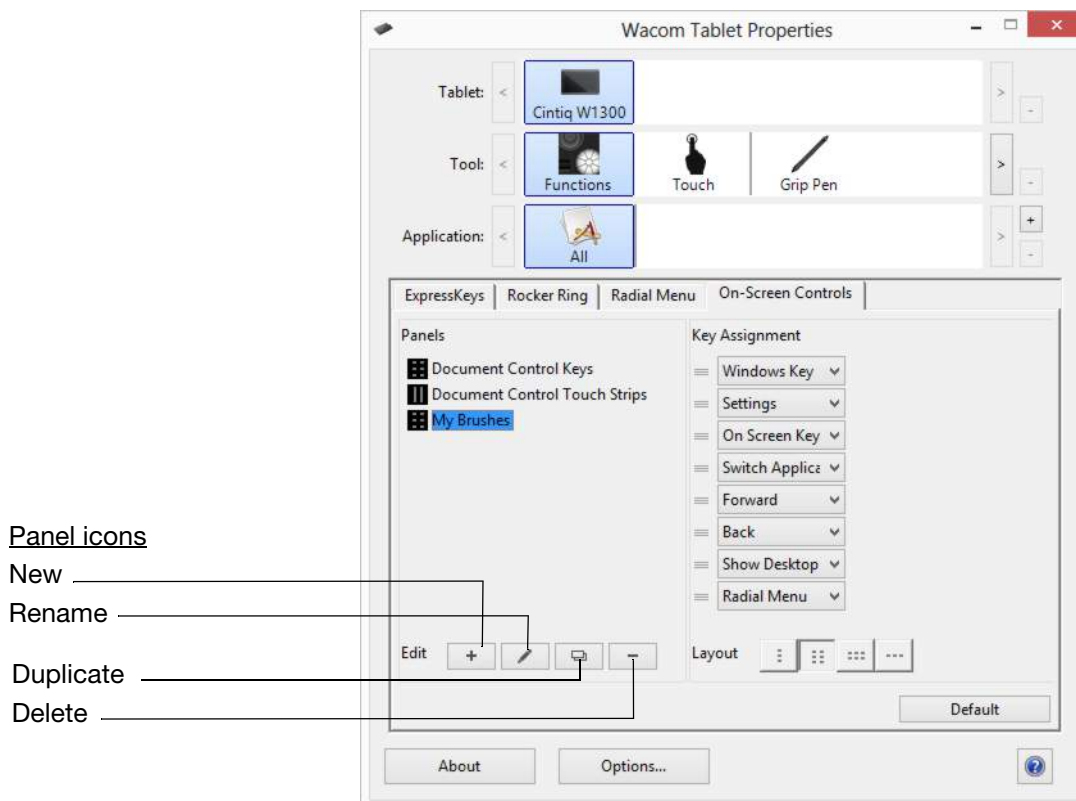 Wacom Tablet Properties
Tablet:
Cintiq W1300
Tool:
Functions
Touch
Grip Pen
Application:
All
ExpressKeys
Rocker Ring
Radial Menu
On-Screen Controls
Panels
Document Control Keys
Document Control Touch Strips
My Brushes
Key Assignment
Windows Key
Settings
On Screen Key
Switch Applica
Forward
Back
Show Desktop
Radial Menu
Panel icons
New
Rename
Duplicate
Delete
Edit
Layout
Default
About
Options...